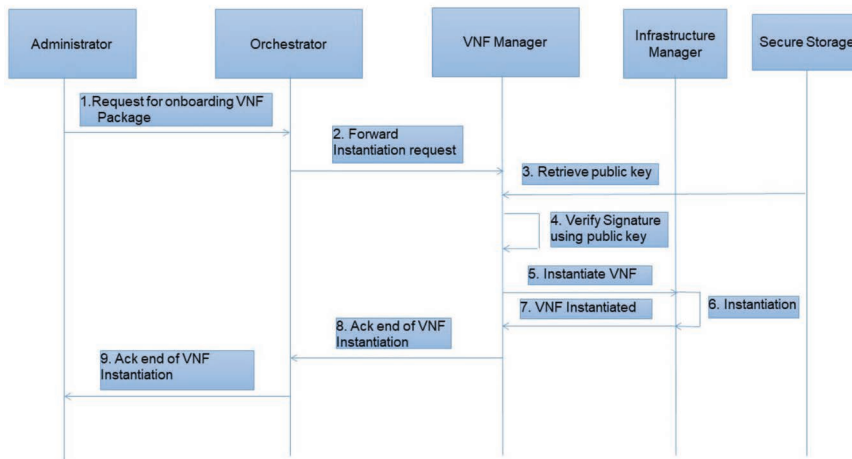 Administrator
Orchestrator
VNF Manager
Infrastructure
Manager
Secure Storage
1.Request for onboarding VNF
Package
2. Forward
Instantiation request
3. Retrieve public key
4. Verify Signature
using public key
5. Instantiate VNF
6. Instantiation
7. VNF Instantiated
8. Ack end of VNF
Instantiation
9. Ack end of VNF
Instantiation